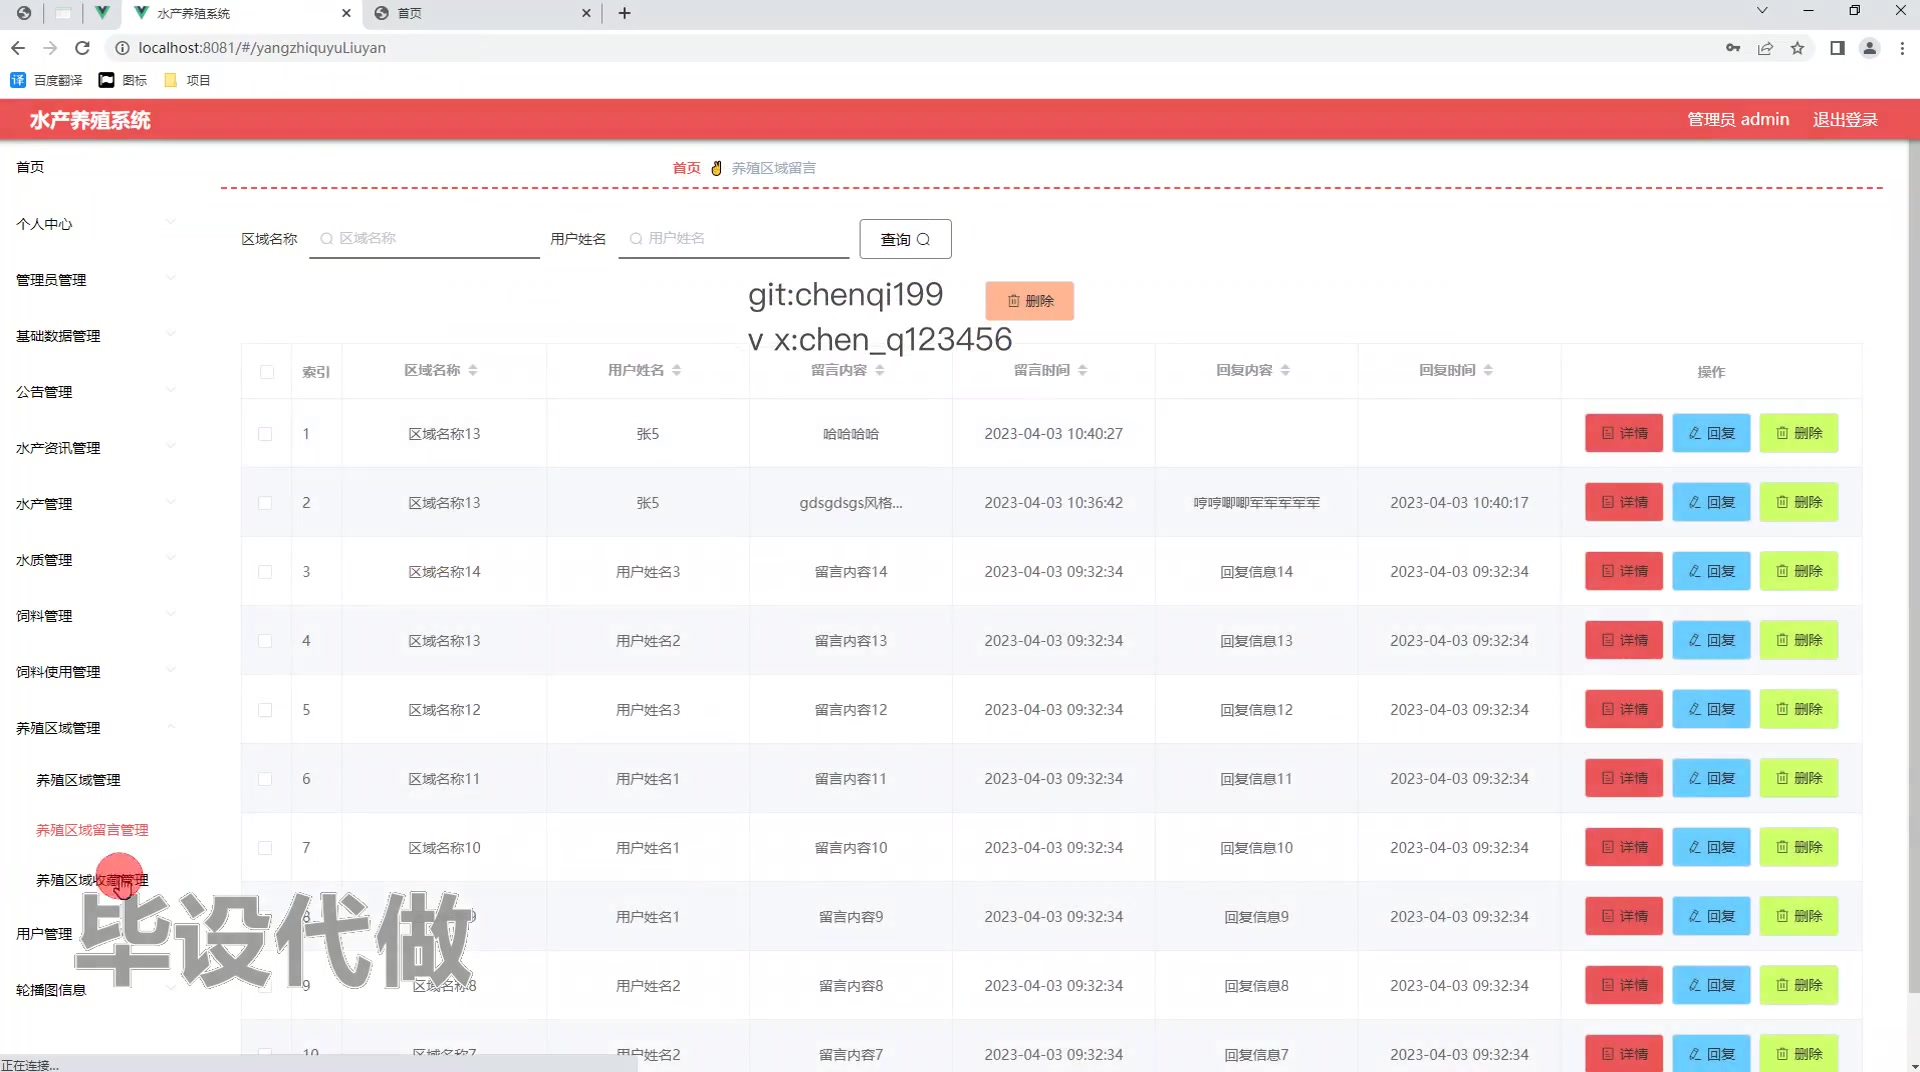 水产养殖系统
首页
localhost:8081/#/yangzhiquyuLiuyan
百度翻译 图标 项目
水产养殖系统 管理员 admin 退出登录
首页
个人中心
管理员管理
基础数据管理
公告管理
水产资讯管理
水产管理
水质管理
饲料管理
饲料使用管理
养殖区域管理
养殖区域管理
养殖区域留言管理
养殖区域收藏管理
用户管理
轮播图信息
首页 养殖区域留言
区域名称 区域名称 用户姓名 用户姓名 查询
git:chenqi199 删除
v x:chen_q123456
索引 区域名称 用户姓名 留言内容 留言时间 回复内容 回复时间 操作
1 区域名称13 张5 哈哈哈哈 2023-04-03 10:40:27 详情 回复 删除
2 区域名称13 张5 gdsgdsgs风格... 2023-04-03 10:36:42 哼哼唧唧军军军军军 2023-04-03 10:40:17 详情 回复 删除
3 区域名称14 用户姓名3 留言内容14 2023-04-03 09:32:34 回复信息14 2023-04-03 09:32:34 详情 回复 删除
4 区域名称13 用户姓名2 留言内容13 2023-04-03 09:32:34 回复信息13 2023-04-03 09:32:34 详情 回复 删除
5 区域名称12 用户姓名3 留言内容12 2023-04-03 09:32:34 回复信息12 2023-04-03 09:32:34 详情 回复 删除
6 区域名称11 用户姓名1 留言内容11 2023-04-03 09:32:34 回复信息11 2023-04-03 09:32:34 详情 回复 删除
7 区域名称10 用户姓名1 留言内容10 2023-04-03 09:32:34 回复信息10 2023-04-03 09:32:34 详情 回复 删除
8 9 用户姓名1 留言内容9 2023-04-03 09:32:34 回复信息9 2023-04-03 09:32:34 详情 回复 删除
毕设代做
9 区域名称8 用户姓名2 留言内容8 2023-04-03 09:32:34 回复信息8 2023-04-03 09:32:34 详情 回复 删除
10 区域名称7 用户姓名2 留言内容7 2023-04-03 09:32:34 回复信息7 2023-04-03 09:32:34 详情 回复 删除
正在连接...